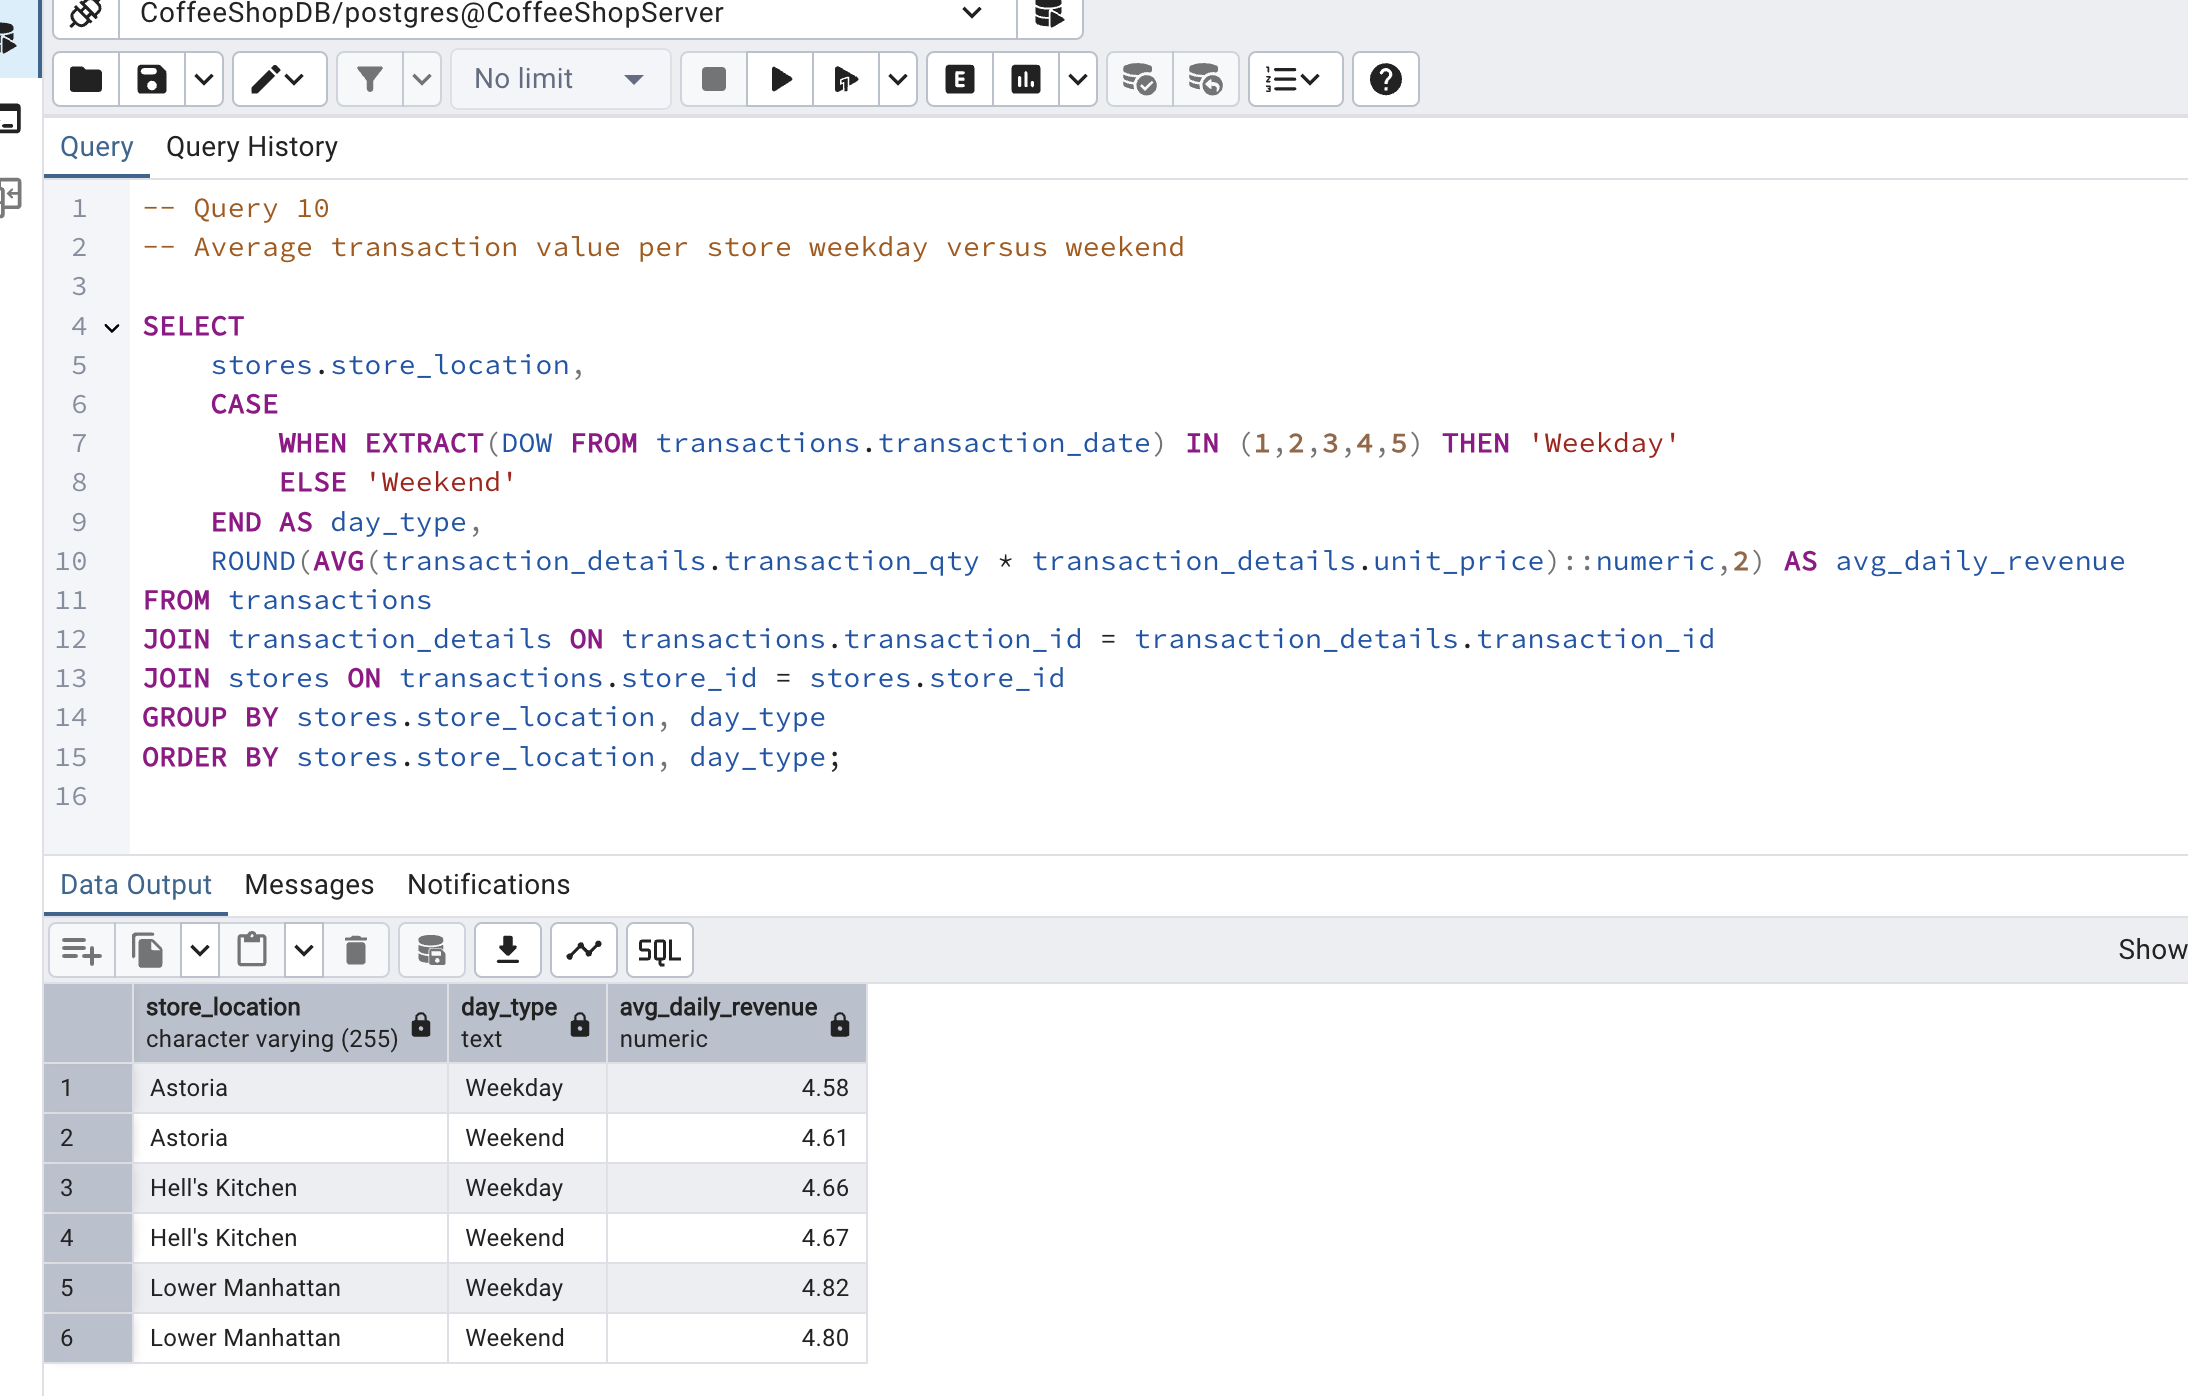 CoffeeShopDB/postgres@CoffeeShopServer
No limit
E
Query Query History
1 -- Query 10
2 -- Average transaction value per store weekday versus weekend
3
4 SELECT
5 stores.store_location,
6 CASE
7 WHEN EXTRACT(DOW FROM transactions.transaction_date) IN (1,2,3,4,5) THEN 'Weekday'
8 ELSE 'Weekend'
9 END AS day_type,
10 ROUND(AVG(transaction_details.transaction_qty * transaction_details.unit_price)::numeric,2) AS avg_daily_revenue
11 FROM transactions
12 JOIN transaction_details ON transactions.transaction_id = transaction_details.transaction_id
13 JOIN stores ON transactions.store_id = stores.store_id
14 GROUP BY stores.store_location, day_type
15 ORDER BY stores.store_location, day_type;
16
Data Output Messages Notifications
SQL Show
store_location day_type avg_daily_revenue
character varying (255) text numeric
1 Astoria Weekday 4.58
2 Astoria Weekend 4.61
3 Hell's Kitchen Weekday 4.66
4 Hell's Kitchen Weekend 4.67
5 Lower Manhattan Weekday 4.82
6 Lower Manhattan Weekend 4.80